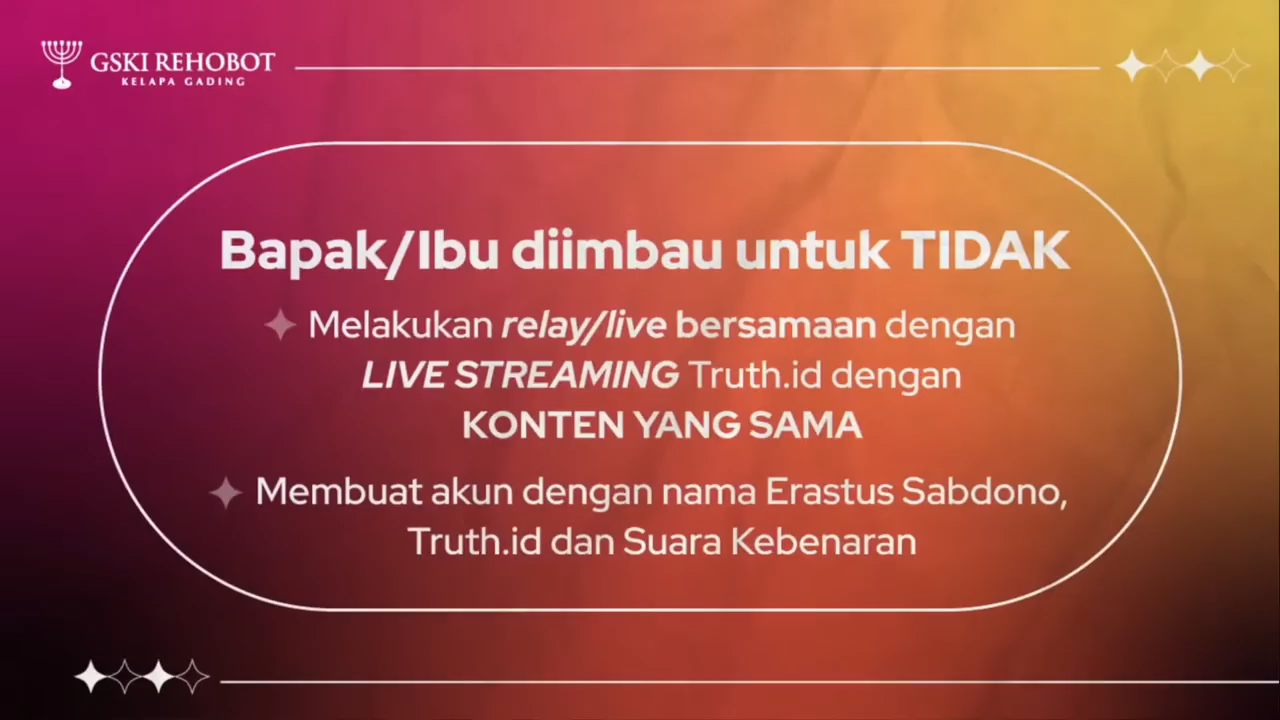 GSKI REHOBOT
KELAPA GADING
Bapak/Ibu diimbau untuk TIDAK
Melakukan relay/live bersamaan dengan
LIVE STREAMING Truth.id dengan
KONTEN YANG SAMA
Membuat akun dengan nama Erastus Sabdono,
Truth.id dan Suara Kebenaran